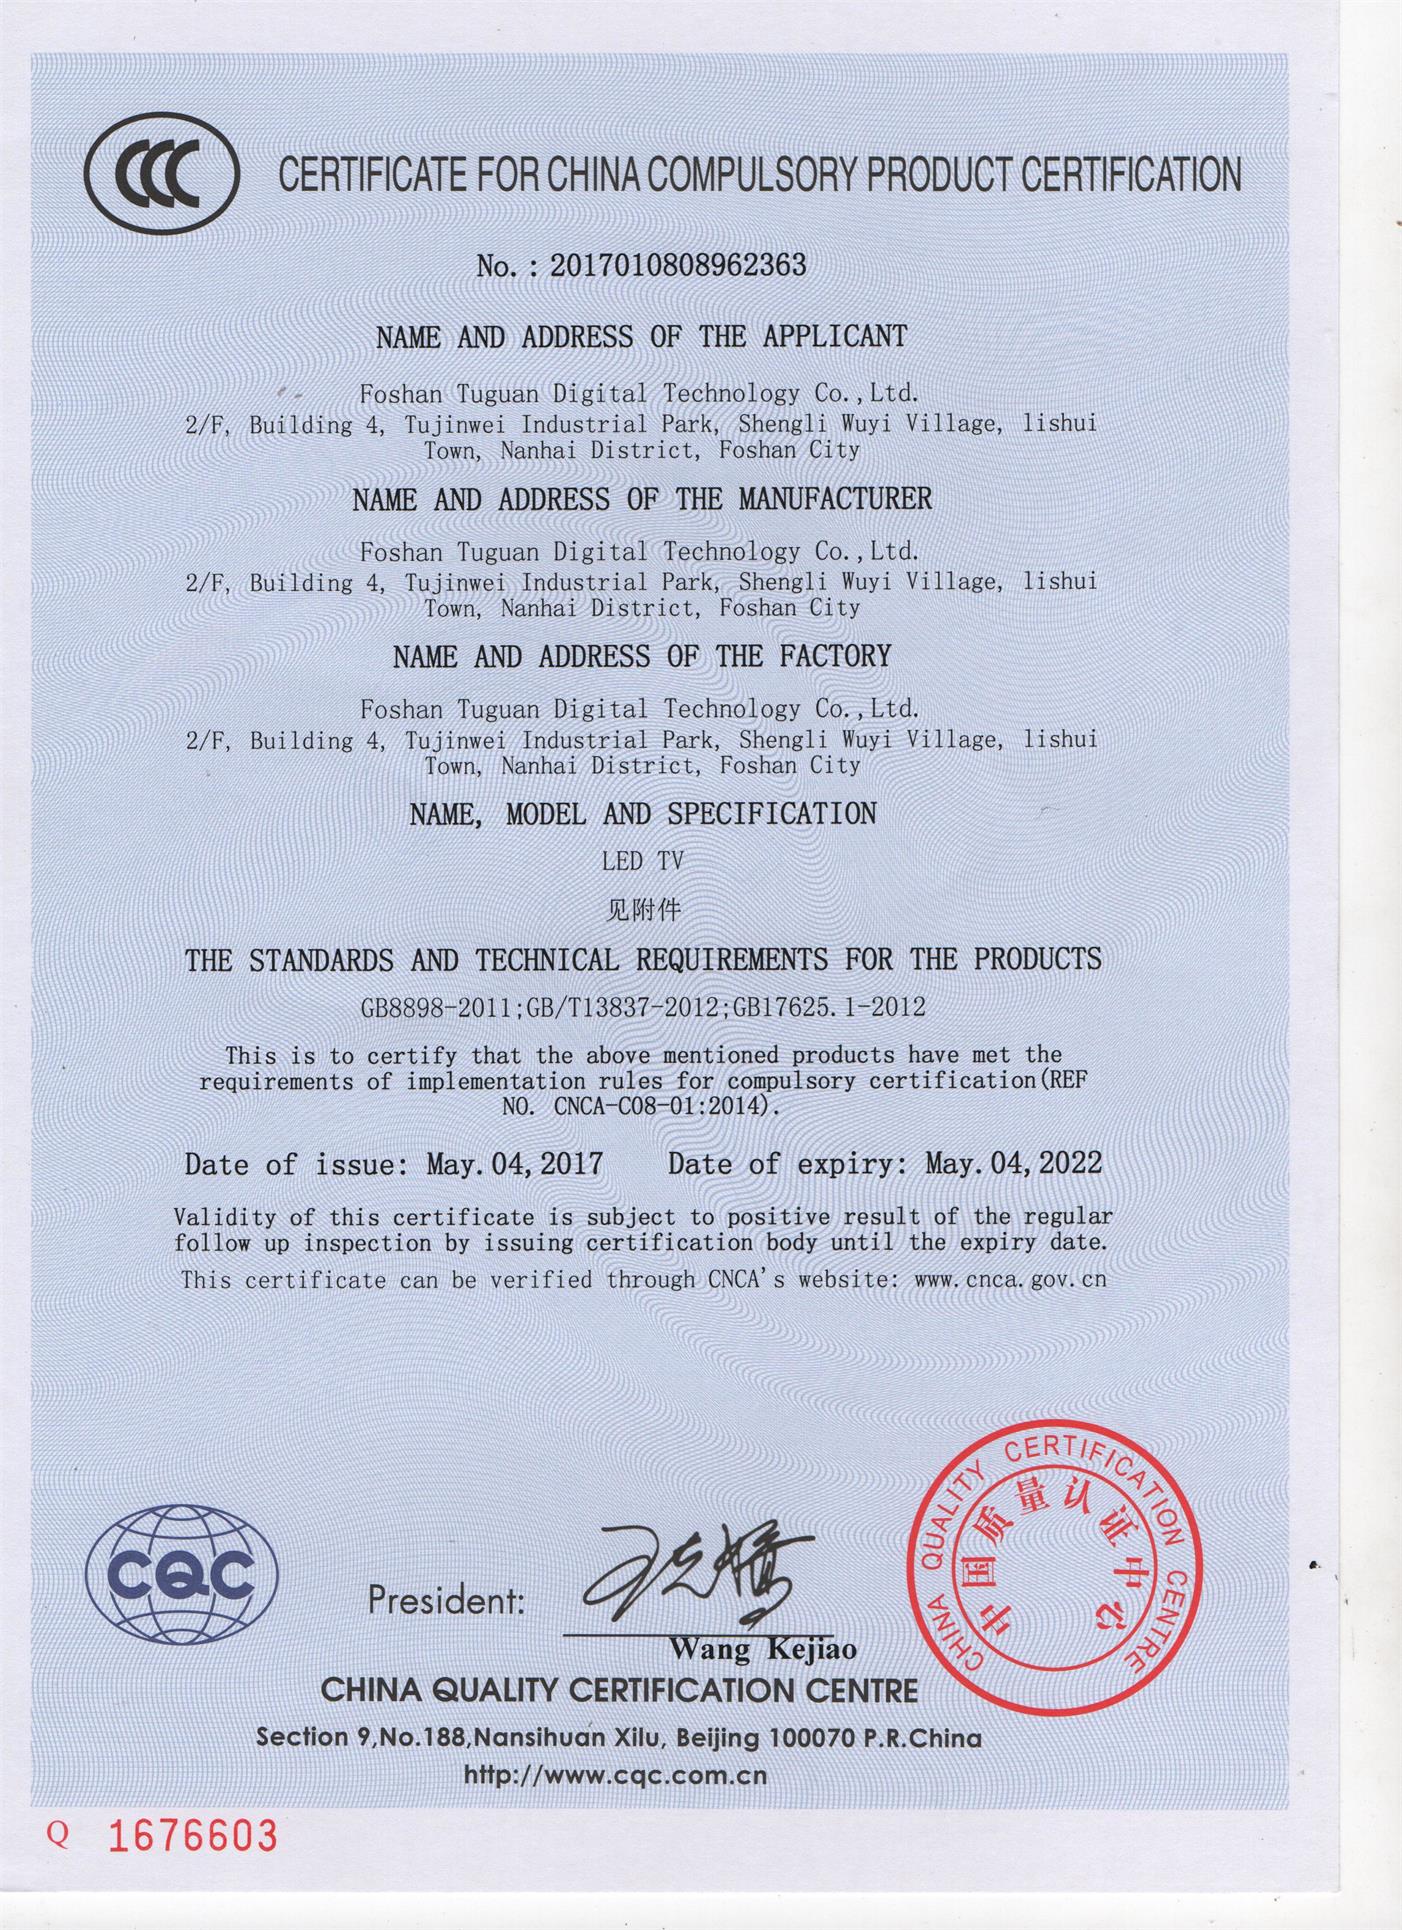 CCC
CERTIFICATE FOR CHINA COMPULSORY PRODUCT CERTIFICATION
No.: 2017010808962363
NAME AND ADDRESS OF THE APPLICANT
Foshan Tuguan Digital Technology Co.,Ltd.
2/F, Building 4, Tujinwei Industrial Park, Shengli Wuyi Village, lishui
Town, Nanhai District, Foshan City
NAME AND ADDRESS OF THE MANUFACTURER
Foshan Tuguan Digital Technology Co.,Ltd.
2/F, Building 4, Tujinwei Industrial Park, Shengli Wuyi Village, lishui
Town, Nanhai District, Foshan City
NAME AND ADDRESS OF THE FACTORY
Foshan Tuguan Digital Technology Co.,Ltd.
2/F, Building 4, Tujinwei Industrial Park, Shengli Wuyi Village, lishui
Town, Nanhai District, Foshan City
NAME, MODEL AND SPECIFICATION
LED TV
见附件
THE STANDARDS AND TECHNICAL REQUIREMENTS FOR THE PRODUCTS
GB8898-2011;GB/T13837-2012;GB17625.1-2012
This is to certify that the above mentioned products have met the
requirements of implementation rules for compulsory certification(REF
NO. CNCA-C08-01:2014).
Date of issue: May.04,2017 Date of expiry: May.04,2022
Validity of this certificate is subject to positive result of the regular
follow up inspection by issuing certification body until the expiry date.
This certificate can be verified through CNCA's website: www.cnca.gov.cn
CQC
President:
Wang Kejiao
CHINA QUALITY CERTIFICATION CENTRE
中国质量认证中心
CHINA QUALITY CERTIFICATION CENTRE
Section 9,No.188,Nansihuan Xilu, Beijing 100070 P.R.China
http://www.cqc.com.cn
Q 1676603